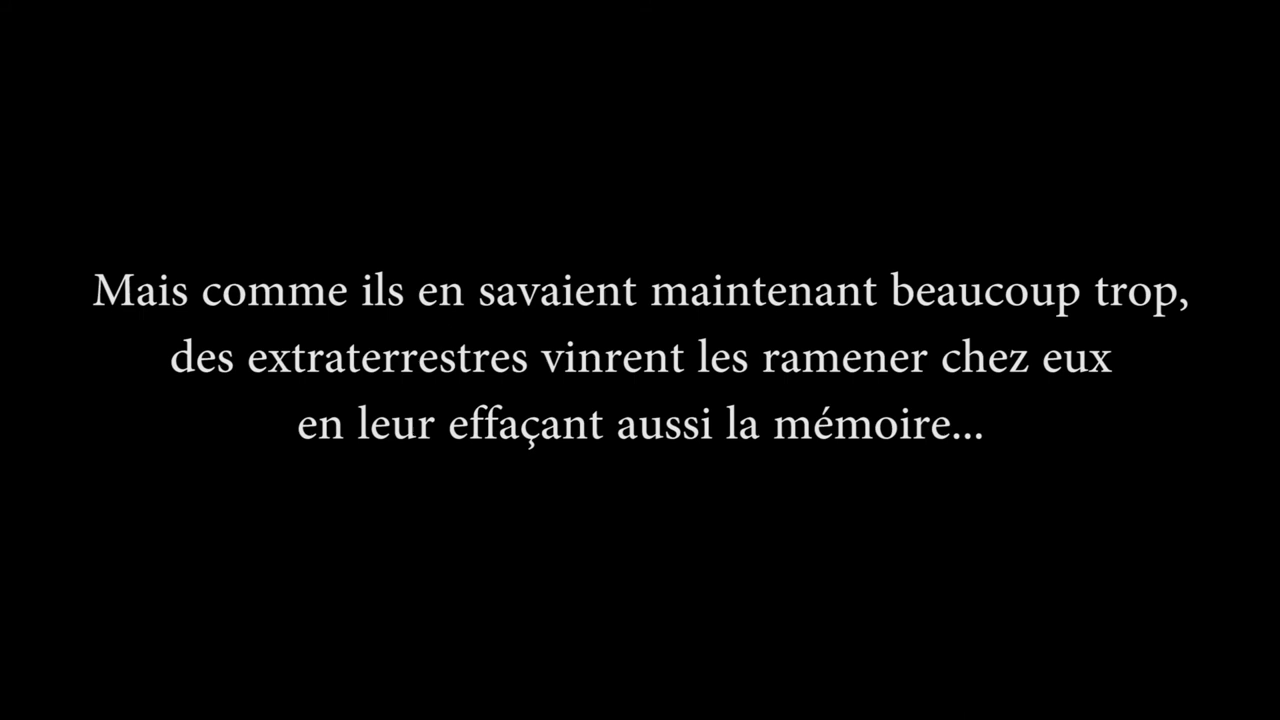 Mais comme ils en savaient maintenant beaucoup trop,
des extraterrestres vinrent les ramener chez eux
en leur effaçant aussi la mémoire...